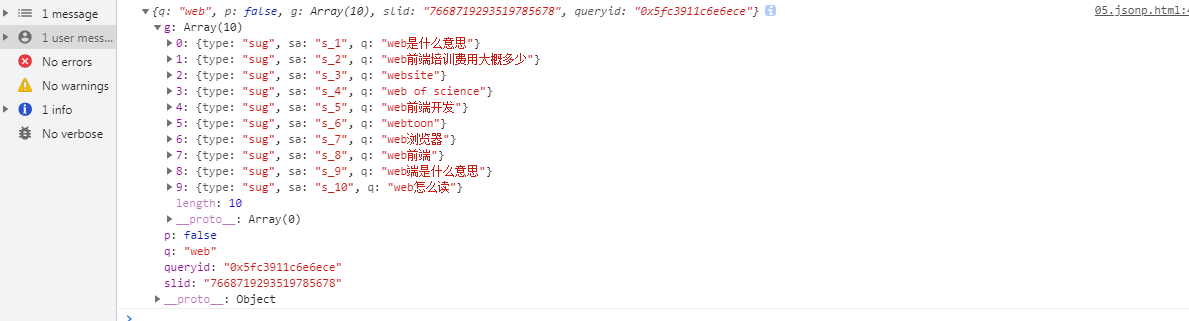 1 message
1 user mess...
No errors
No warnings
1 info
No verbose
{q: "web", p: false, g: Array(10), slid: "7668719293519785678", queryid: "0x5fc3911c6e6ece"}
05.jsonp.html:4
g: Array(10)
0: {type: "sug", sa: "s_1", q: "web是什么意思"}
1: {type: "sug", sa: "s_2", q: "web前端培训费用大概多少"}
2: {type: "sug", sa: "s_3", q: "website"}
3: {type: "sug", sa: "s_4", q: "web of science"}
4: {type: "sug", sa: "s_5", q: "web前端开发"}
5: {type: "sug", sa: "s_6", q: "webtoon"}
6: {type: "sug", sa: "s_7", q: "web浏览器"}
7: {type: "sug", sa: "s_8", q: "web前端"}
8: {type: "sug", sa: "s_9", q: "web端是什么意思"}
9: {type: "sug", sa: "s_10", q: "web怎么读"}
length: 10
__proto__: Array(0)
p: false
q: "web"
queryid: "0x5fc3911c6e6ece"
slid: "7668719293519785678"
__proto__: Object